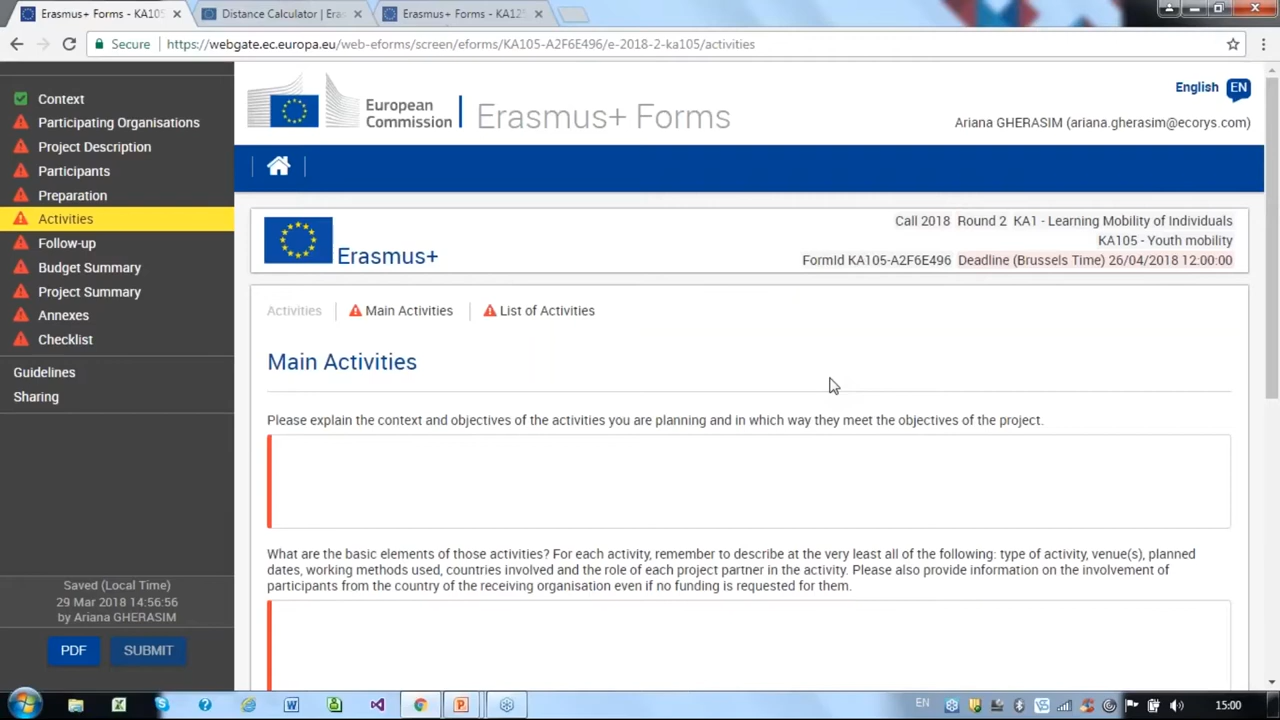 Erasmus+ Forms - KA105
Distance Calculator | Eras
Erasmus+ Forms - KA125
Secure
https://webgate.ec.europa.eu/web-eforms/screen/eforms/KA105-A2F6E496/e-2018-2-ka105/activities
Context
Participating Organisations
Project Description
Participants
Preparation
Activities
Follow-up
Budget Summary
Project Summary
Annexes
Checklist
Guidelines
Sharing
Saved (Local Time)
29 Mar 2018 14:56:56
by Ariana GHERASIM
PDF
SUBMIT
European
Commission
Erasmus+ Forms
English EN
Ariana GHERASIM (ariana.gherasim@ecorys.com)
Erasmus+
Call 2018 Round 2 KA1 - Learning Mobility of Individuals
KA105 - Youth mobility
FormId KA105-A2F6E496 Deadline (Brussels Time) 26/04/2018 12:00:00
Activities
Main Activities
List of Activities
Main Activities
Please explain the context and objectives of the activities you are planning and in which way they meet the objectives of the project.
What are the basic elements of those activities? For each activity, remember to describe at the very least all of the following: type of activity, venue(s), planned
dates, working methods used, countries involved and the role of each project partner in the activity. Please also provide information on the involvement of
participants from the country of the receiving organisation even if no funding is requested for them.
EN
15:00